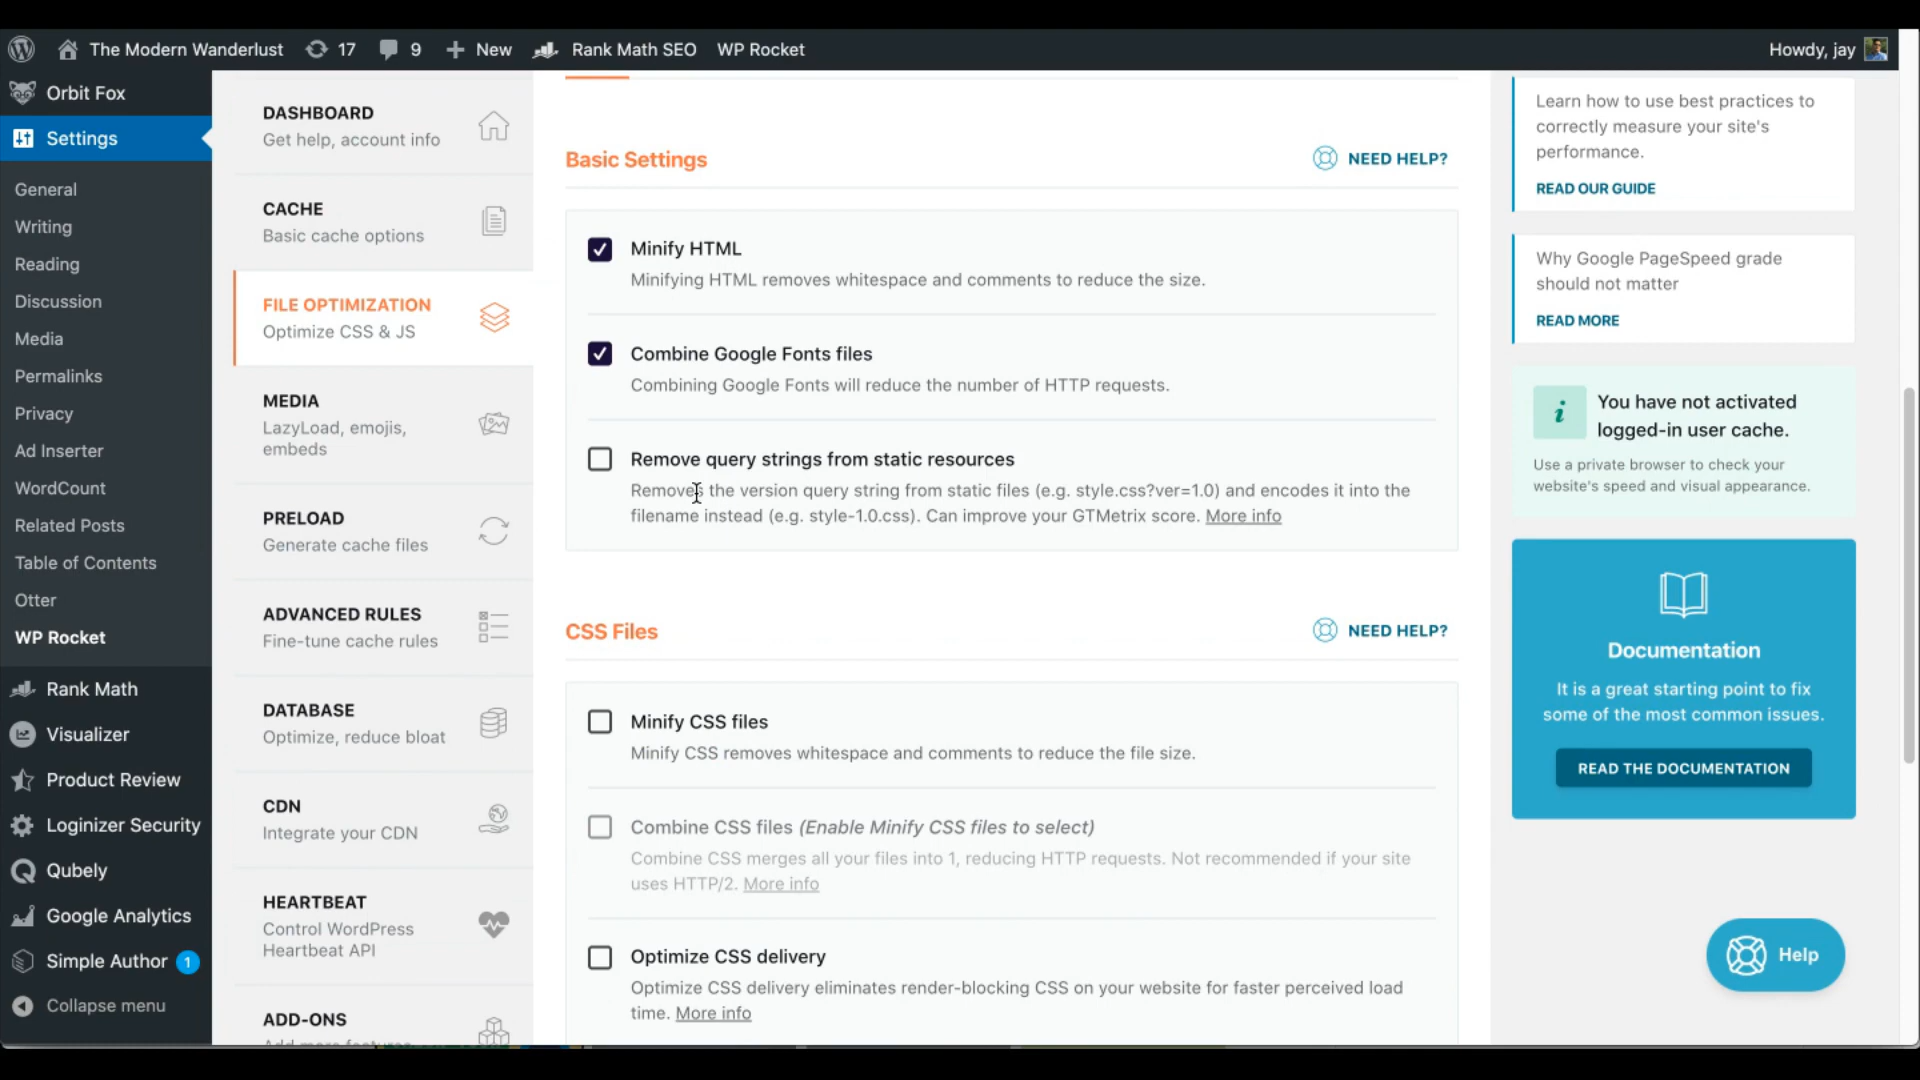 The Modern Wanderlust 17 9 New Rank Math SEO WP Rocket Howdy, jay
Orbit Fox
Settings
General
Writing
Reading
Discussion
Media
Permalinks
Privacy
Ad Inserter
WordCount
Related Posts
Table of Contents
Otter
WP Rocket
Rank Math
Visualizer
Product Review
Loginizer Security
Qubely
Google Analytics
Simple Author 1
Collapse menu
DASHBOARD
Get help, account info
CACHE
Basic cache options
FILE OPTIMIZATION
Optimize CSS & JS
MEDIA
LazyLoad, emojis,
embeds
PRELOAD
Generate cache files
ADVANCED RULES
Fine-tune cache rules
DATABASE
Optimize, reduce bloat
CDN
Integrate your CDN
HEARTBEAT
Control WordPress
Heartbeat API
ADD-ONS
Add more features
Basic Settings
NEED HELP?
Minify HTML
Minifying HTML removes whitespace and comments to reduce the size.
Combine Google Fonts files
Combining Google Fonts will reduce the number of HTTP requests.
Remove query strings from static resources
Removes the version query string from static files (e.g. style.css?ver=1.0) and encodes it into the
filename instead (e.g. style-1.0.css). Can improve your GTMetrix score. More info
CSS Files
NEED HELP?
Minify CSS files
Minify CSS removes whitespace and comments to reduce the file size.
Combine CSS files (Enable Minify CSS files to select)
Combine CSS merges all your files into 1, reducing HTTP requests. Not recommended if your site
uses HTTP/2. More info
Optimize CSS delivery
Optimize CSS delivery eliminates render-blocking CSS on your website for faster perceived load
time. More info
Learn how to use best practices to
correctly measure your site's
performance.
READ OUR GUIDE
Why Google PageSpeed grade
should not matter
READ MORE
You have not activated
logged-in user cache.
Use a private browser to check your
website's speed and visual appearance.
Documentation
It is a great starting point to fix
some of the most common issues.
READ THE DOCUMENTATION
Help